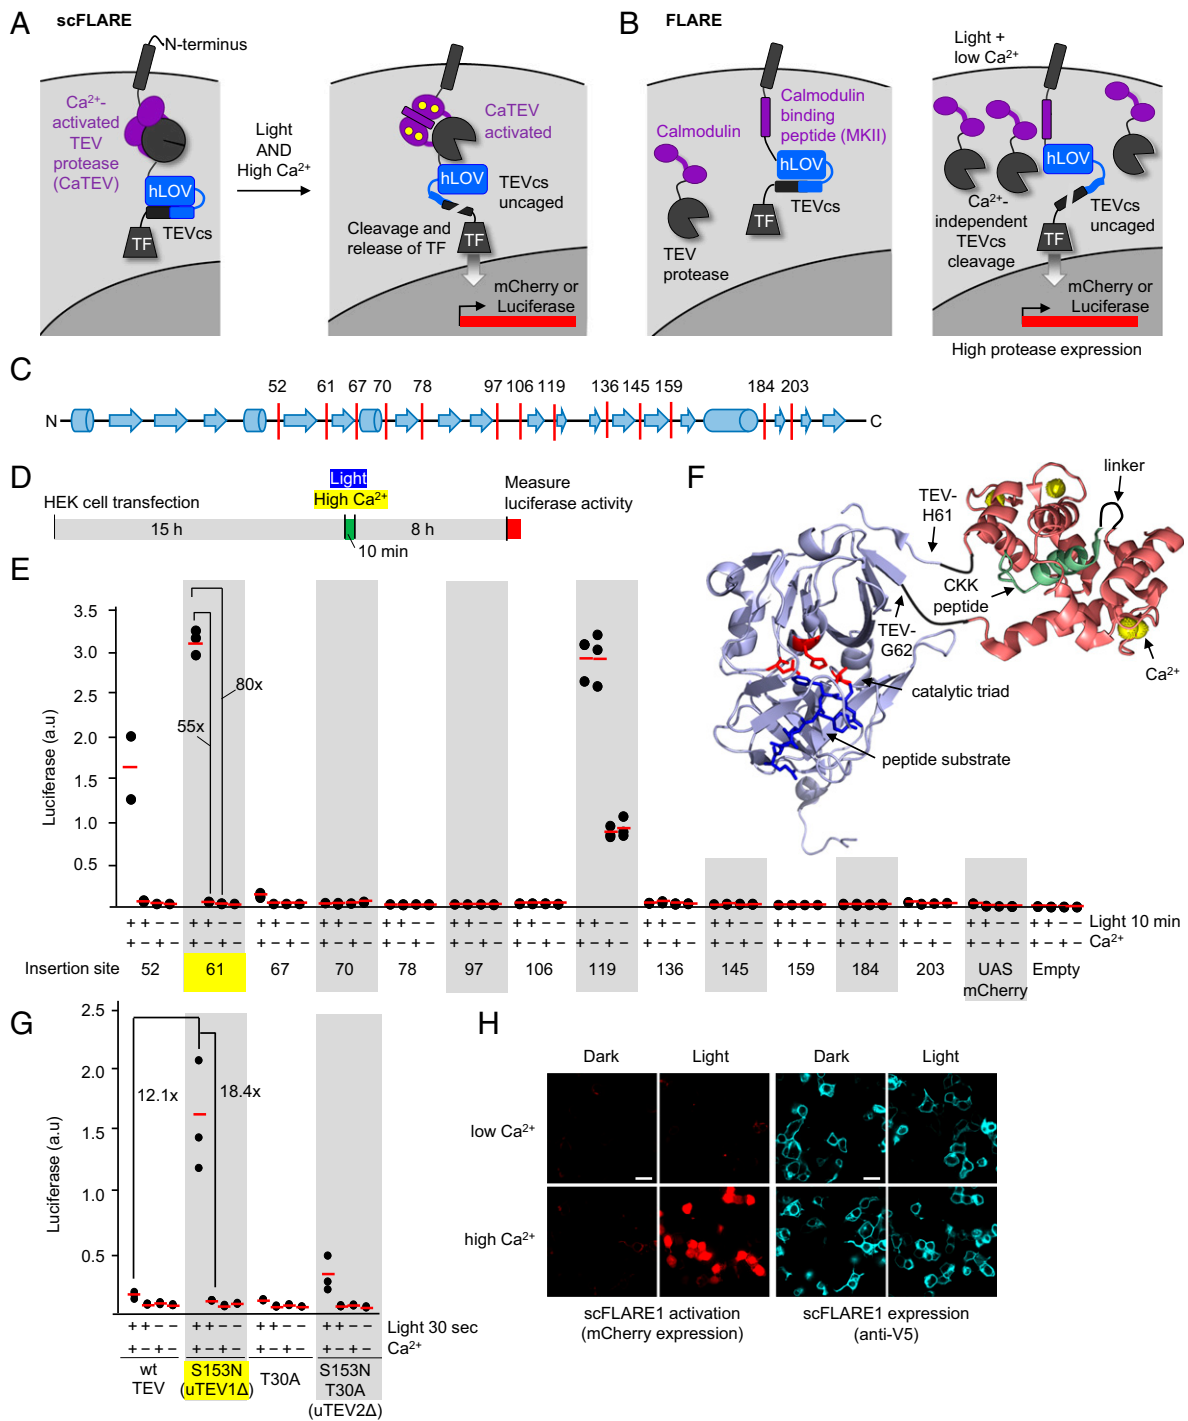 A
scFLARE
N-terminus
Ca²⁺-
activated
TEV
protease
(CaTEV)
hLOV
TEVcs
TF
Light
AND
High Ca²⁺
CaTEV
activated
hLOV
TEVcs
uncaged
Cleavage and
release of TF
TF
mCherry or
Luciferase
B
FLARE
Calmodulin
Calmodulin
binding
peptide (MKII)
hLOV
TEVcs
TF
TEV
protease
Light +
low Ca²⁺
hLOV
Ca²⁺-
independent
TEVcs
cleavage
TEVcs
uncaged
TF
mCherry or
Luciferase
High protease expression
C
52 61 67 70 78 97 106 119 136 145 159 184 203
N C
D
HEK cell transfection
Light
High Ca²⁺
Measure
luciferase activity
15 h 8 h
10 min
E
Luciferase (a.u)
3.5
3.0
2.5
2.0
1.5
1.0
0.5
0
55x
80x
+ + − − + + − − + + − − + + − − + + − − + + − − + + − − + + − − + + − − + + − − + + − − + + − − + + − − + + − − + + − − Light 10 min
+ − + − + − + − + − + − + − + − + − + − + − + − + − + − + − + − + − + − + − + − + − + − + − + − + − + − + − + − + − + − Ca²⁺
Insertion site 52 61 67 70 78 97 106 119 136 145 159 184 203 UAS Empty
mCherry
F
TEV-
H61
linker
CKK
peptide
TEV-
G62
Ca²⁺
catalytic triad
peptide substrate
G
Luciferase (a.u)
2.5
2.0
1.5
1.0
0.5
0
12.1x
18.4x
+ + − − + + − − + + − − + + − − Light 30 sec
+ − + − + − + − + − + − + − + − Ca²⁺
wt
TEV
S153N
(uTEV1Δ)
T30A
S153N
T30A
(uTEV2Δ)
H
Dark Light Dark Light
low Ca²⁺
high Ca²⁺
scFLARE1 activation
(mCherry expression)
scFLARE1 expression
(anti-V5)